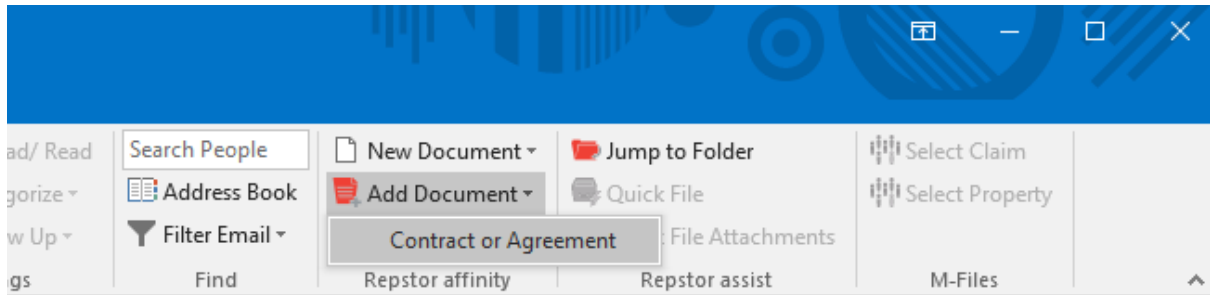 ad/ Read
Search People
New Document
Jump to Folder
Select Claim
gorize
Address Book
Add Document
Quick File
Select Property
w Up
Filter Email
Contract or Agreement
File Attachments
gs
Find
Repstor affinity
Repstor assist
M-Files